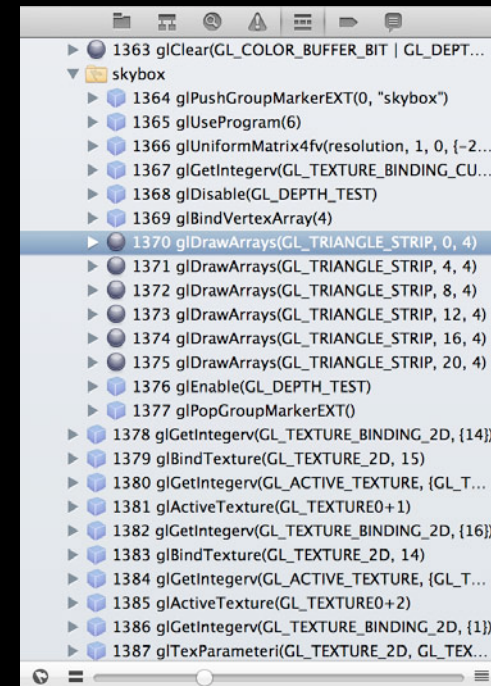 1363 glClear(GL_COLOR_BUFFER_BIT | GL_DEPT...
skybox
1364 glPushGroupMarkerEXT(0, "skybox")
1365 glUseProgram(6)
1366 glUniformMatrix4fv(resolution, 1, 0, {-2...
1367 glGetIntegerv(GL_TEXTURE_BINDING_CU...
1368 glDisable(GL_DEPTH_TEST)
1369 glBindVertexArray(4)
1370 glDrawArrays(GL_TRIANGLE_STRIP, 0, 4)
1371 glDrawArrays(GL_TRIANGLE_STRIP, 4, 4)
1372 glDrawArrays(GL_TRIANGLE_STRIP, 8, 4)
1373 glDrawArrays(GL_TRIANGLE_STRIP, 12, 4)
1374 glDrawArrays(GL_TRIANGLE_STRIP, 16, 4)
1375 glDrawArrays(GL_TRIANGLE_STRIP, 20, 4)
1376 glEnable(GL_DEPTH_TEST)
1377 glPopGroupMarkerEXT()
1378 glGetIntegerv(GL_TEXTURE_BINDING_2D, {14})
1379 glBindTexture(GL_TEXTURE_2D, 15)
1380 glGetIntegerv(GL_ACTIVE_TEXTURE, {GL_T...
1381 glActiveTexture(GL_TEXTURE0+1)
1382 glGetIntegerv(GL_TEXTURE_BINDING_2D, {16})
1383 glBindTexture(GL_TEXTURE_2D, 14)
1384 glGetIntegerv(GL_ACTIVE_TEXTURE, {GL_T...
1385 glActiveTexture(GL_TEXTURE0+2)
1386 glGetIntegerv(GL_TEXTURE_BINDING_2D, {1})
1387 glTexParameteri(GL_TEXTURE_2D, GL_TEX...